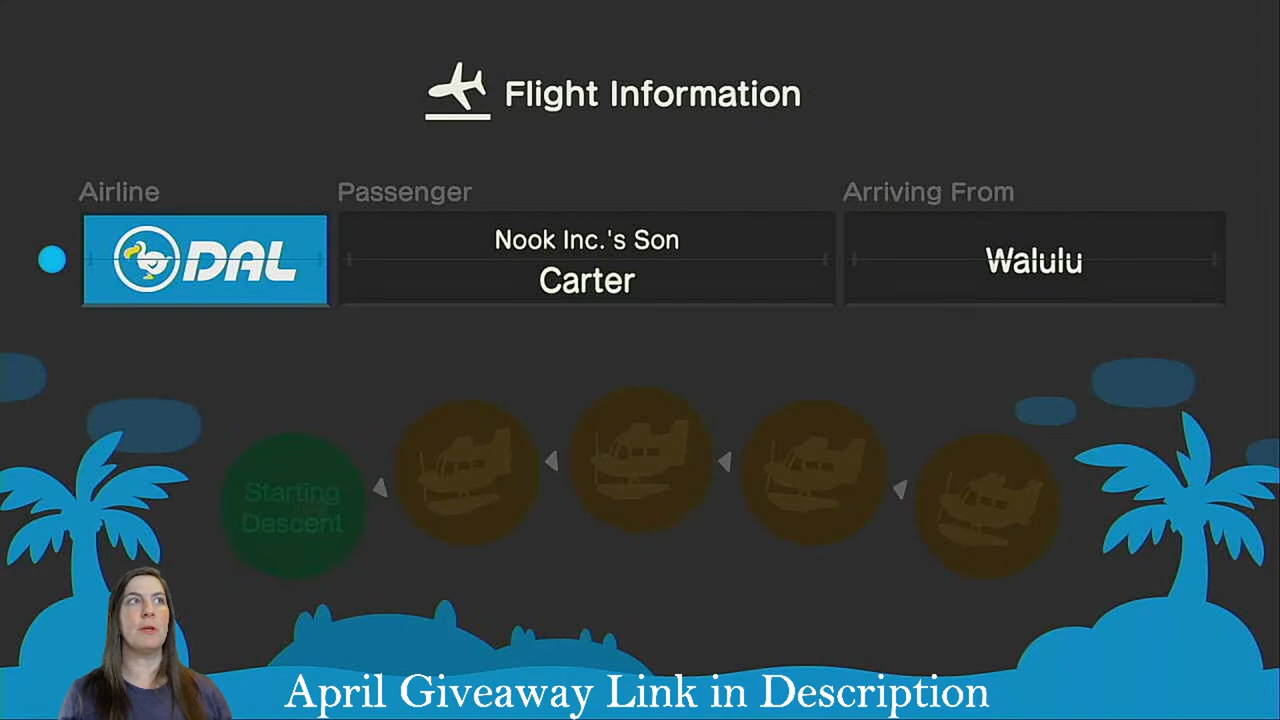 Flight Information
Airline
Passenger
Arriving From
DAL
Nook Inc.'s Son
Carter
Walulu
Starting
Descent
April Giveaway Link in Description